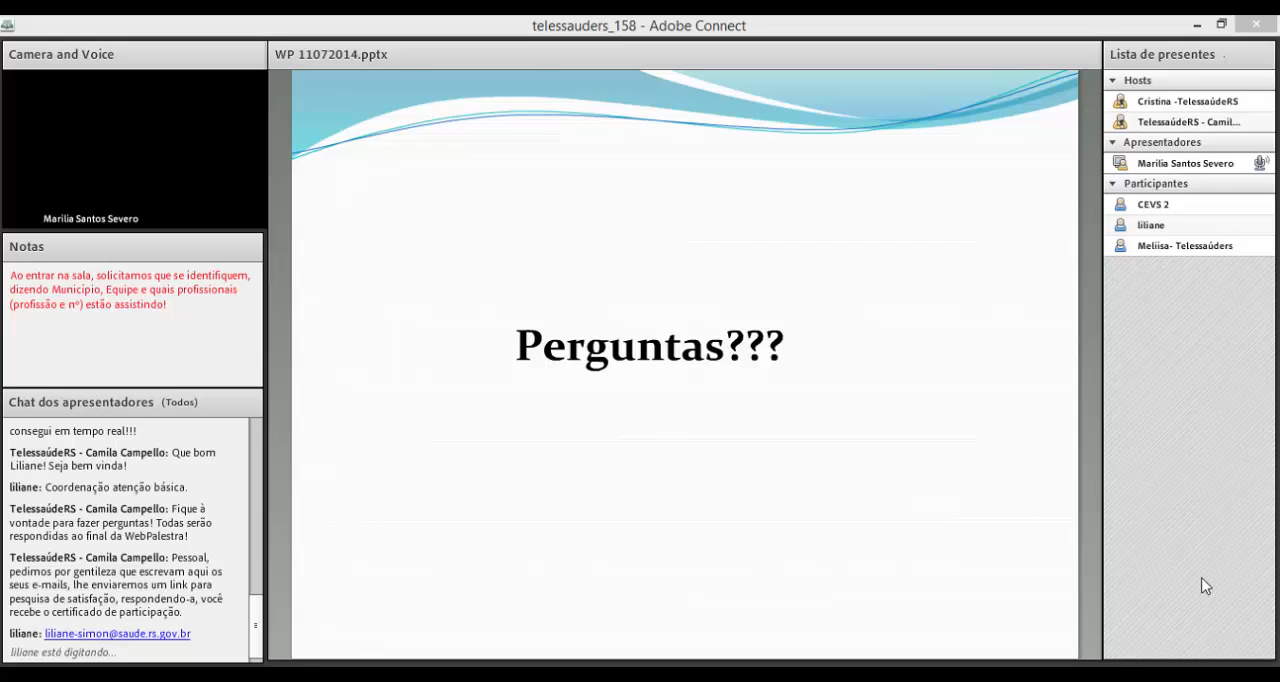 telessauders_158 - Adobe Connect
Camera and Voice
Marilia Santos Severo
Notas
Ao entrar na sala, solicitamos que se identifiquem,
dizendo Município, Equipe e quais profissionais
(profissão e nº) estão assistindo!
Chat dos apresentadores (Todos)
consegui em tempo real!!!
TelessaúdeRS - Camila Campello: Que bom
Liliane! Seja bem vinda!
liliane: Coordenação atenção básica.
TelessaúdeRS - Camila Campello: Fique à
vontade para fazer perguntas! Todas serão
respondidas ao final da WebPalestra!
TelessaúdeRS - Camila Campello: Pessoal,
pedimos por gentileza que escrevam aqui os
seus e-mails, lhe enviaremos um link para
pesquisa de satisfação, respondendo-a, você
recebe o certificado de participação.
liliane: liliane-simon@saude.rs.gov.br
liliane está digitando...
WP 11072014.pptx
Perguntas???
Lista de presentes
Hosts
Cristina -TelessaúdeRS
TelessaúdeRS - Camil...
Apresentadores
Marilia Santos Severo
Participantes
CEVS 2
liliane
Meliisa- Telessaúders